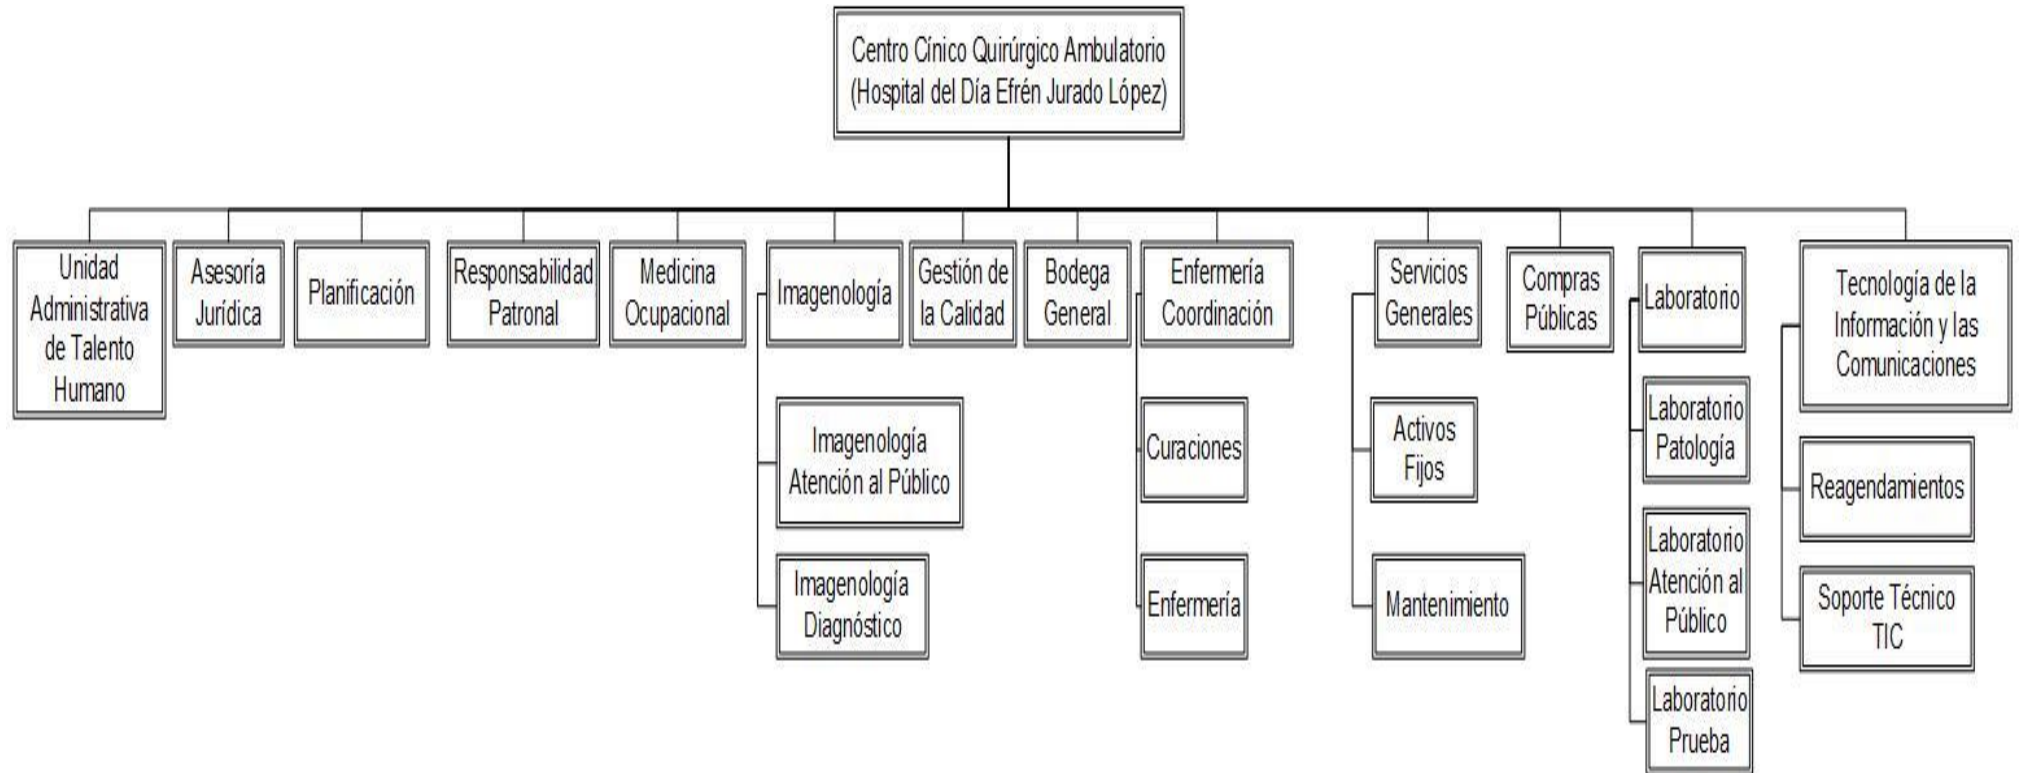 Centro Cínico Quirúrgico Ambulatorio
(Hospital del Día Efrén Jurado López)
Unidad
Administrativa
de Talento
Humano
Asesoría
Jurídica
Planificación
Responsabilidad
Patronal
Medicina
Ocupacional
Imagenología
Gestión de
la Calidad
Bodega
General
Enfermería
Coordinación
Servicios
Generales
Compras
Públicas
Laboratorio
Tecnología de la
Información y las
Comunicaciones
Imagenología
Atención al Público
Curaciones
Activos
Fijos
Laboratorio
Patología
Reagendamientos
Imagenología
Diagnóstico
Enfermería
Mantenimiento
Laboratorio
Atención al
Público
Soporte Técnico
TIC
Laboratorio
Prueba